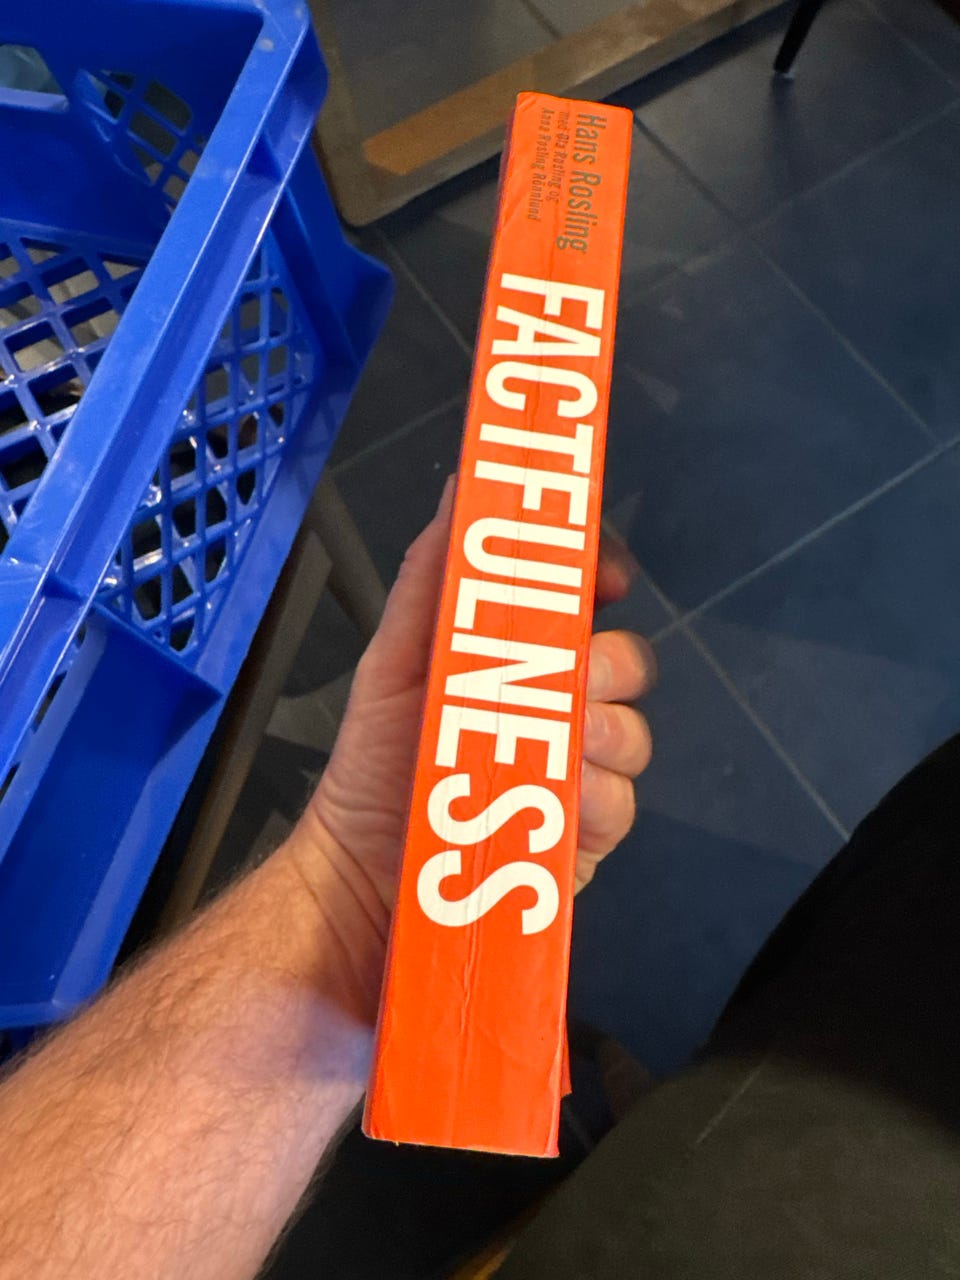 Hans Rosling
med Ola Rosling og
Anna Rosling Rönnlund
FACTFULNESS